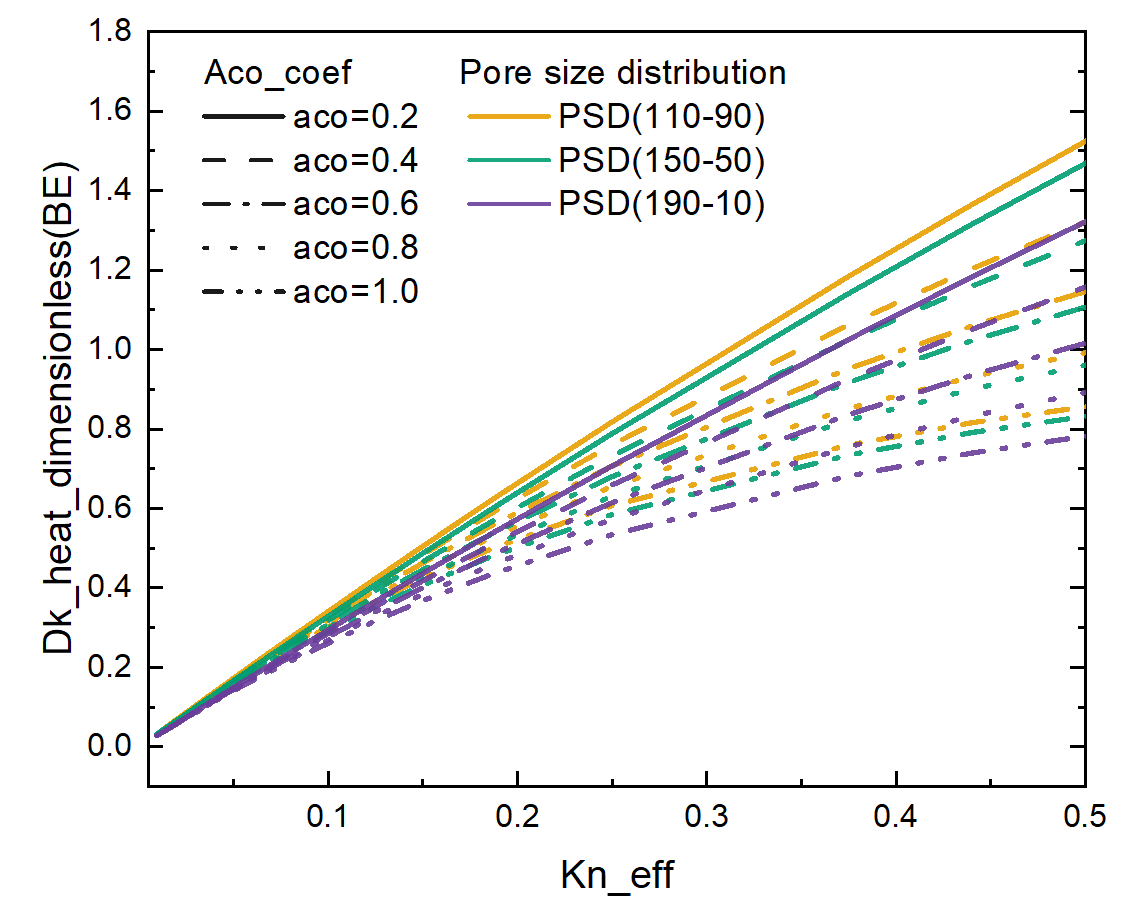 1.8
1.6
1.4
1.2
1.0
0.8
0.6
0.4
0.2
0.0
Dk_heat_dimensionless(BE)
Aco_coef
aco=0.2
aco=0.4
aco=0.6
aco=0.8
aco=1.0
Pore size distribution
PSD(110-90)
PSD(150-50)
PSD(190-10)
0.1 0.2 0.3 0.4 0.5
Kn_eff